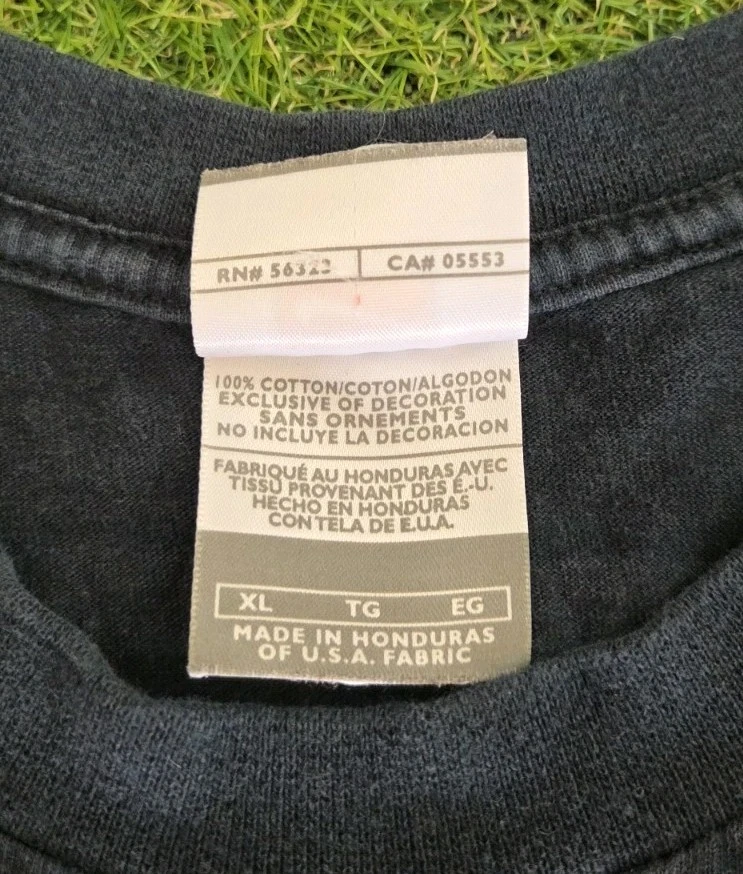 RN# 56323 CA# 05553
100% COTTON/COTON/ALGODON
EXCLUSIVE OF DECORATION
SANS ORNEMENTS
NO INCLUYE LA DECORACION
FABRIQUÉ AU HONDURAS AVEC
TISSU PROVENANT DES É.-U.
HECHO EN HONDURAS
CON TELA DE E.U.A.
XL TG EG
MADE IN HONDURAS
OF U.S.A. FABRIC